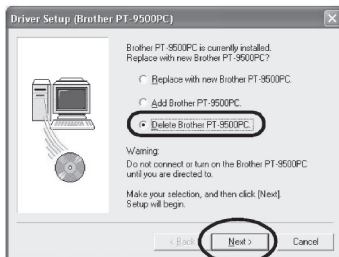 Driver Setup (Brother PT-9500PC)
Brother PT-9500PC is currently installed.
Replace with new Brother PT-9500PC?
Replace with new Brother PT-9500PC.
Add Brother PT-9500PC.
Delete Brother PT-9500PC.
Warning:
Do not connect or turn on the Brother PT-9500PC
until you are directed to.
Make your selection, and then click [Next].
Setup will begin.
< Back
Next >
Cancel